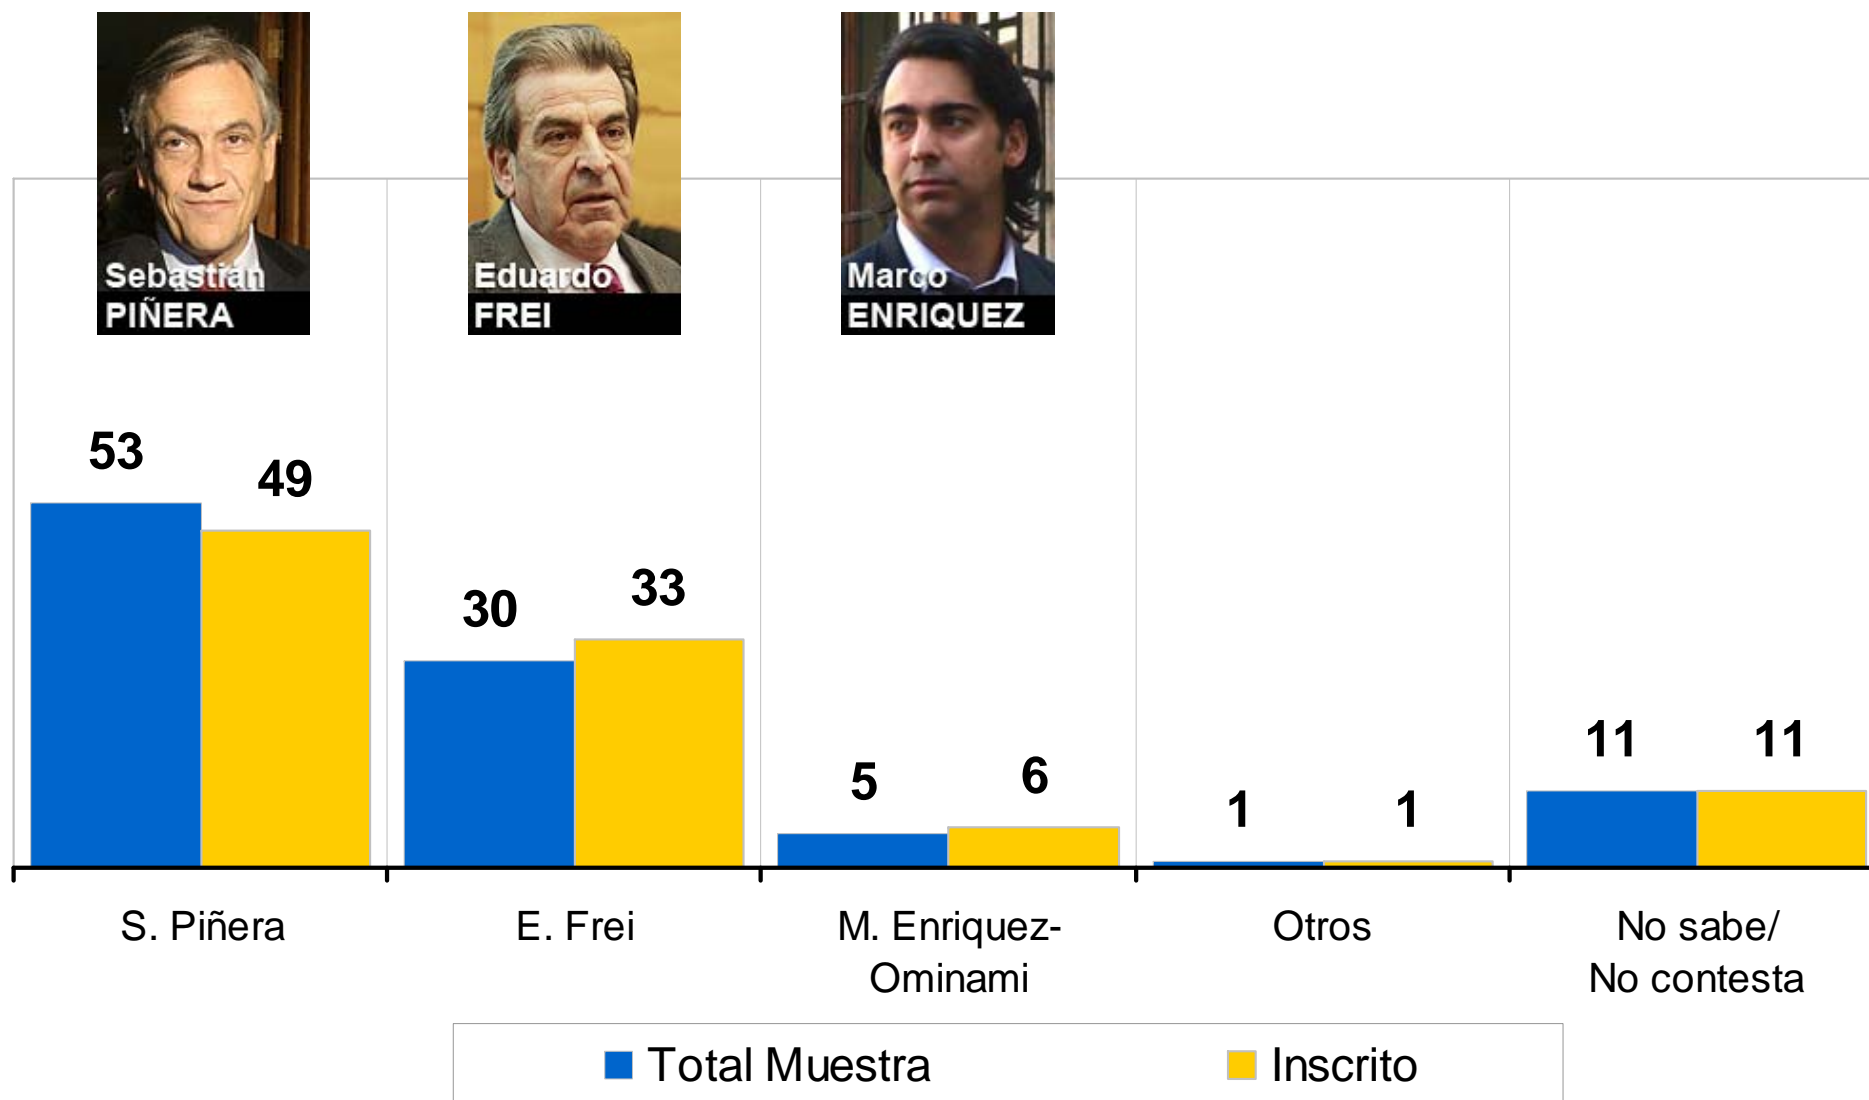 Sebastián
PIÑERA
Eduardo
FREI
Marco
ENRIQUEZ
53
49
30
33
5
6
1
1
11
11
S. Piñera
E. Frei
M. Enriquez-
Ominami
Otros
No sabe/
No contesta
Total Muestra
Inscrito